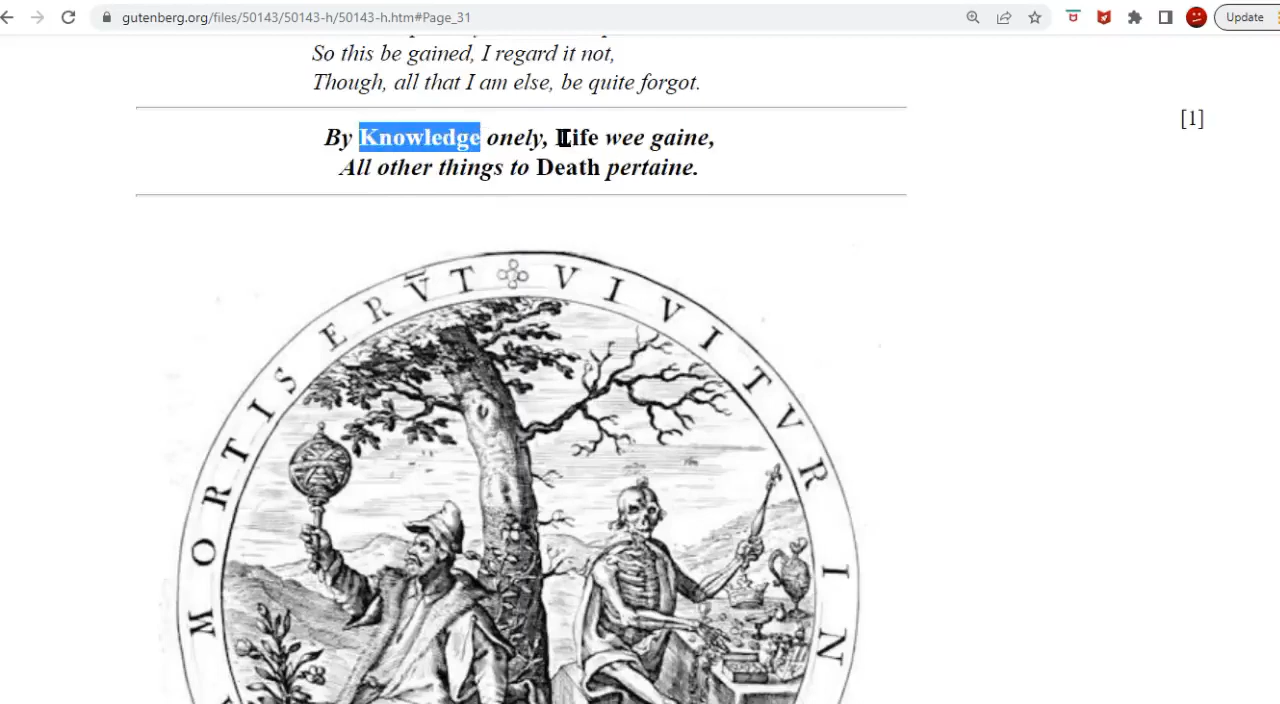 gutenberg.org/files/50143/50143-h/50143-h.htm#Page_31
Update
So this be gained, I regard it not,
Though, all that I am else, be quite forgot.
[1]
By Knowledge onely, Life wee gaine,
All other things to Death pertaine.
VIVITUR IN
MORTIS ERṼT